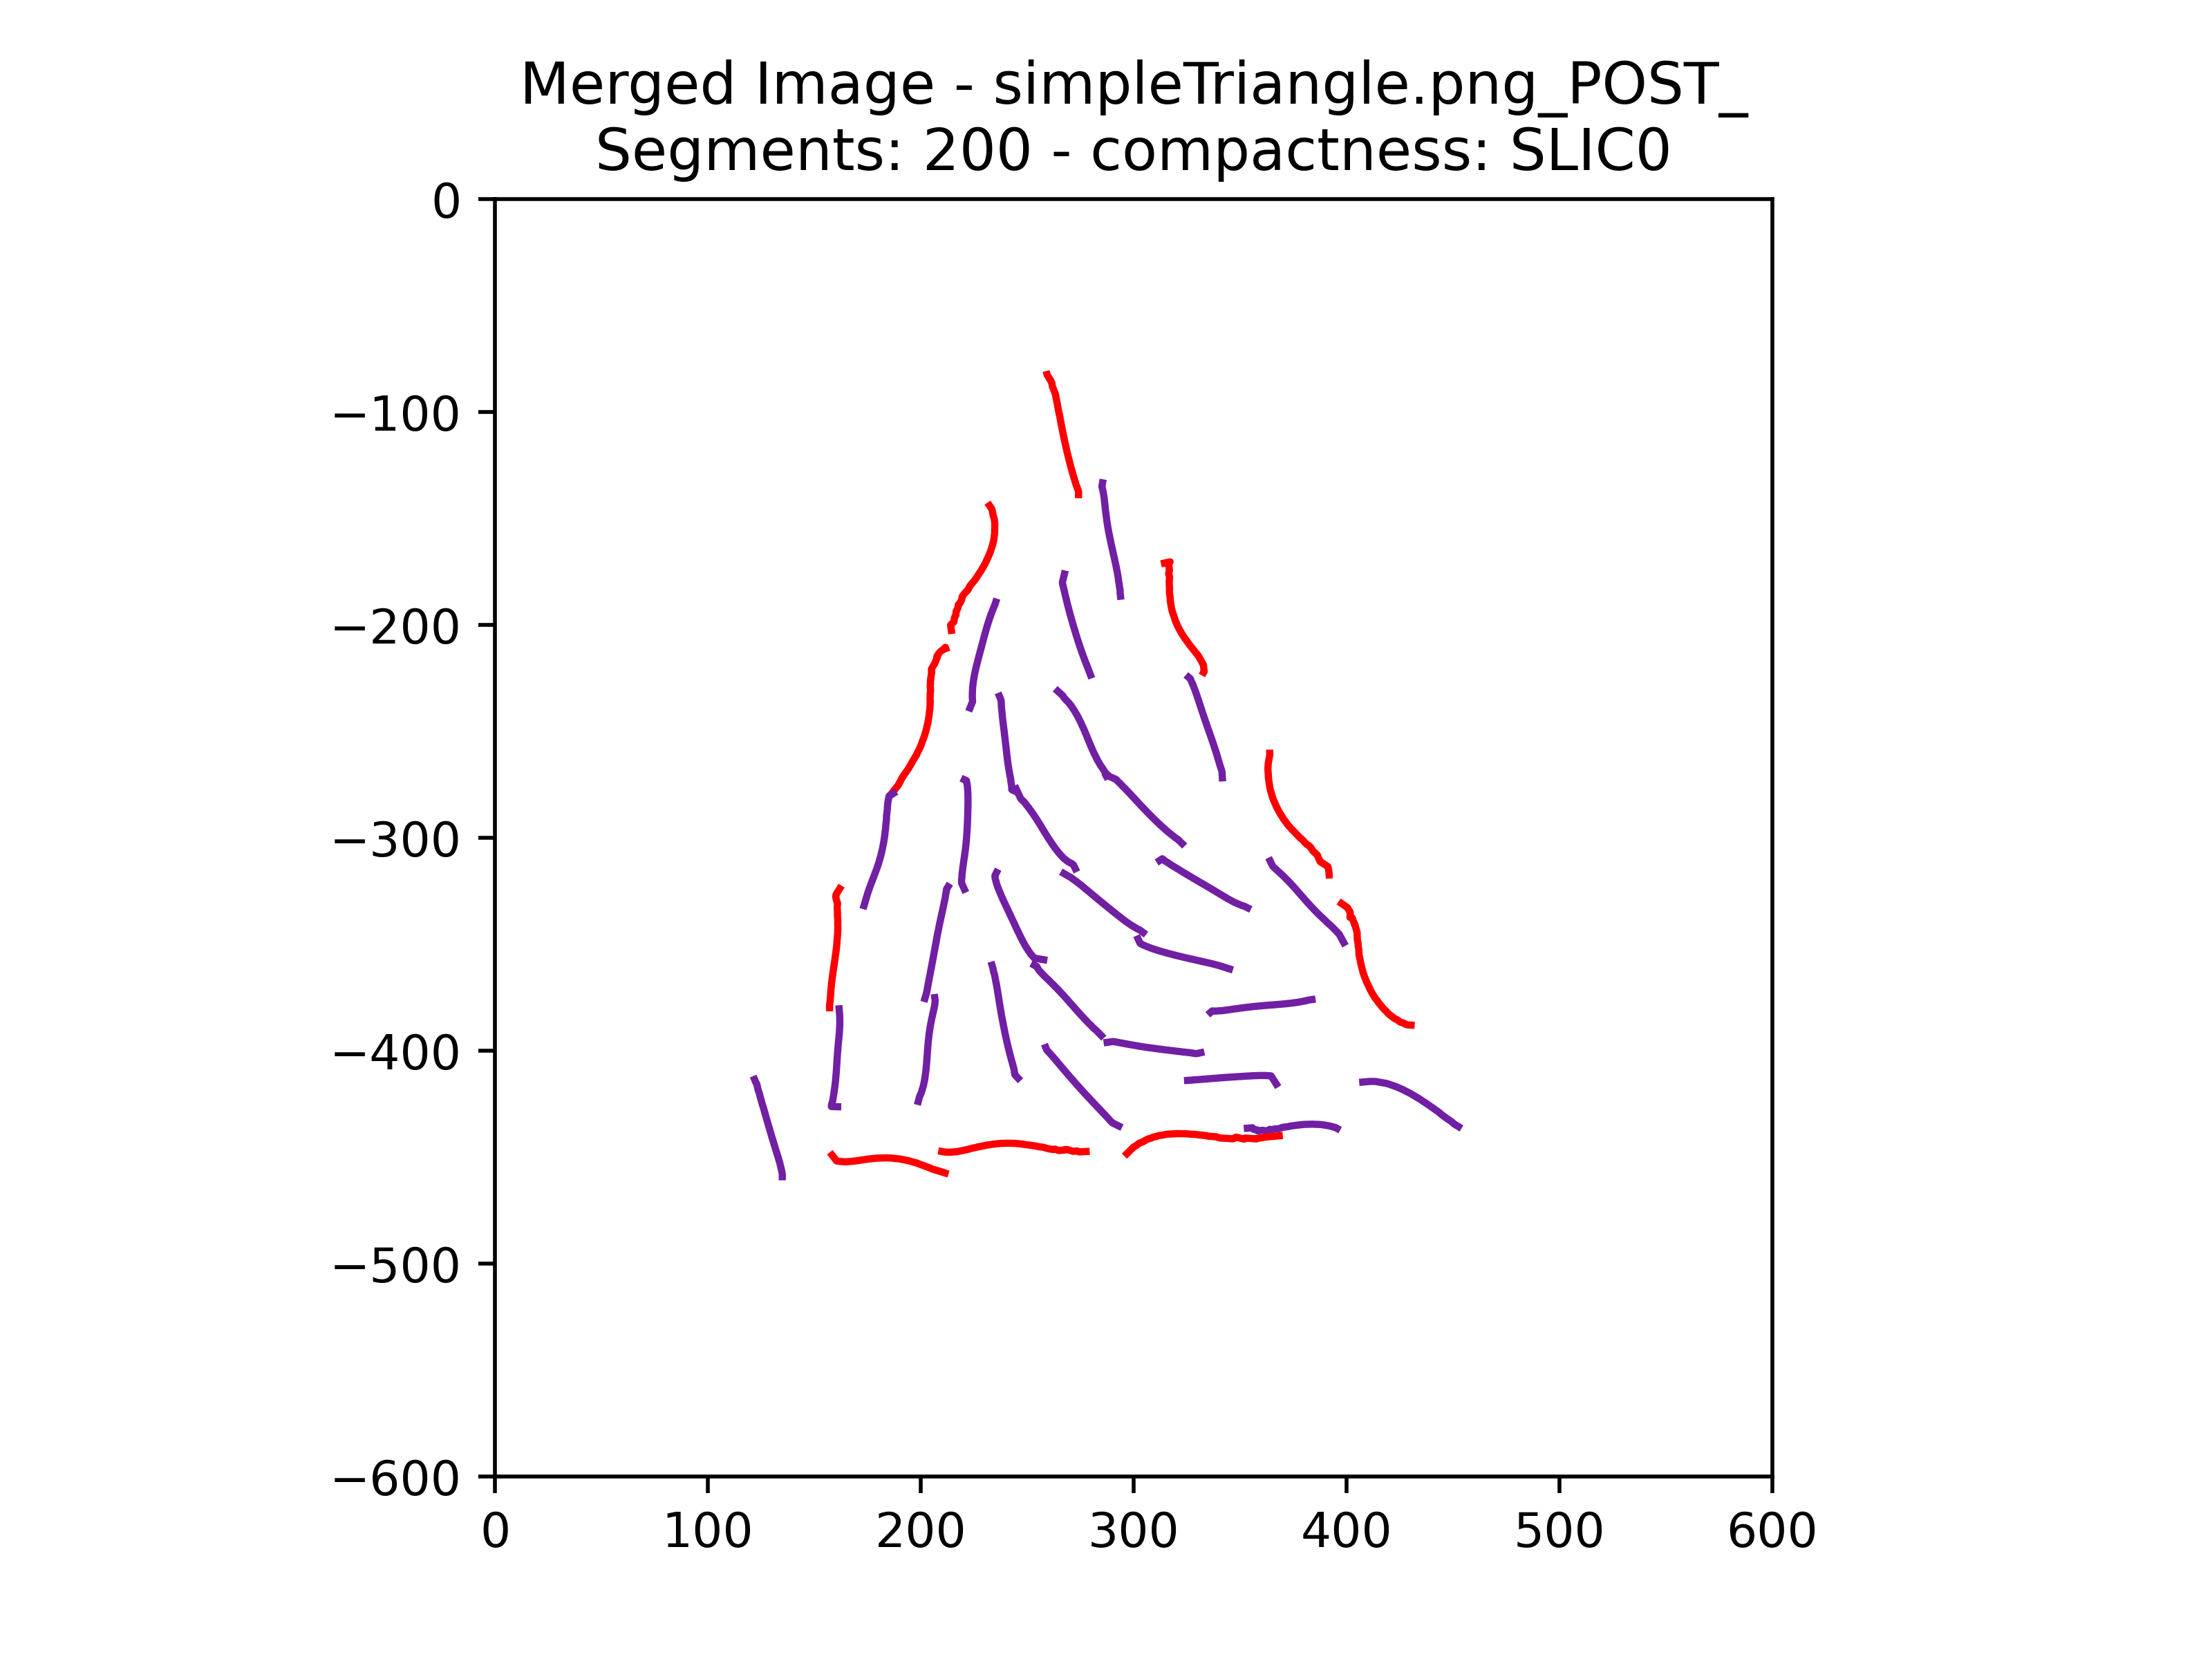 Merged Image - simpleTriangle.png_POST_
Segments: 200 - compactness: SLIC0
0
−100
−200
−300
−400
−500
−600
0 100 200 300 400 500 600